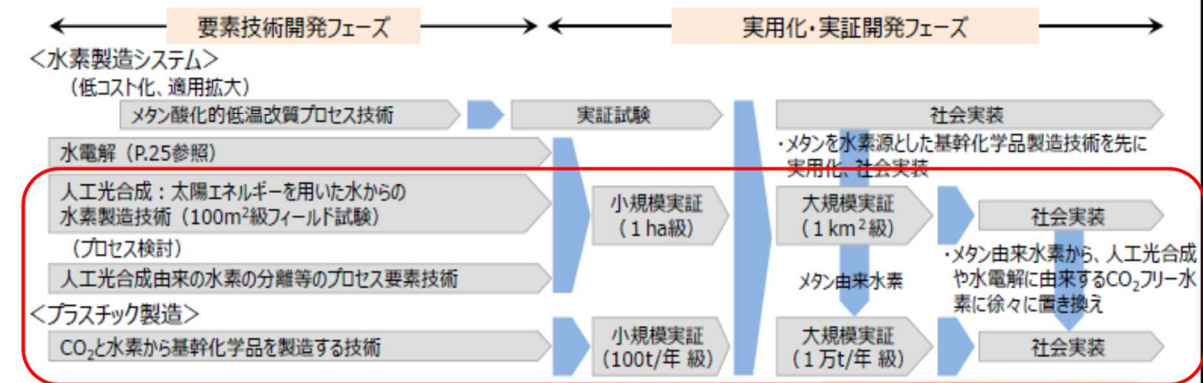 要素技術開発フェーズ
実用化・実証開発フェーズ
＜水素製造システム＞
（低コスト化、適用拡大）
メタン酸化的低温改質プロセス技術
実証試験
社会実装
・メタンを水素源とした基幹化学品製造技術を先に
実用化、社会実装
水電解（P.25参照）
人工光合成：太陽エネルギーを用いた水からの
水素製造技術（100m²級フィールド試験）
小規模実証
（1ha級）
大規模実証
（1km²級）
社会実装
（プロセス検討）
人工光合成由来の水素の分離等のプロセス要素技術
メタン由来水素
・メタン由来水素から、人工光合成
や水電解に由来するCO₂フリー水
素に徐々に置き換え
＜プラスチック製造＞
CO₂と水素から基幹化学品を製造する技術
小規模実証
（100t/年 級）
大規模実証
（1万t/年 級）
社会実装